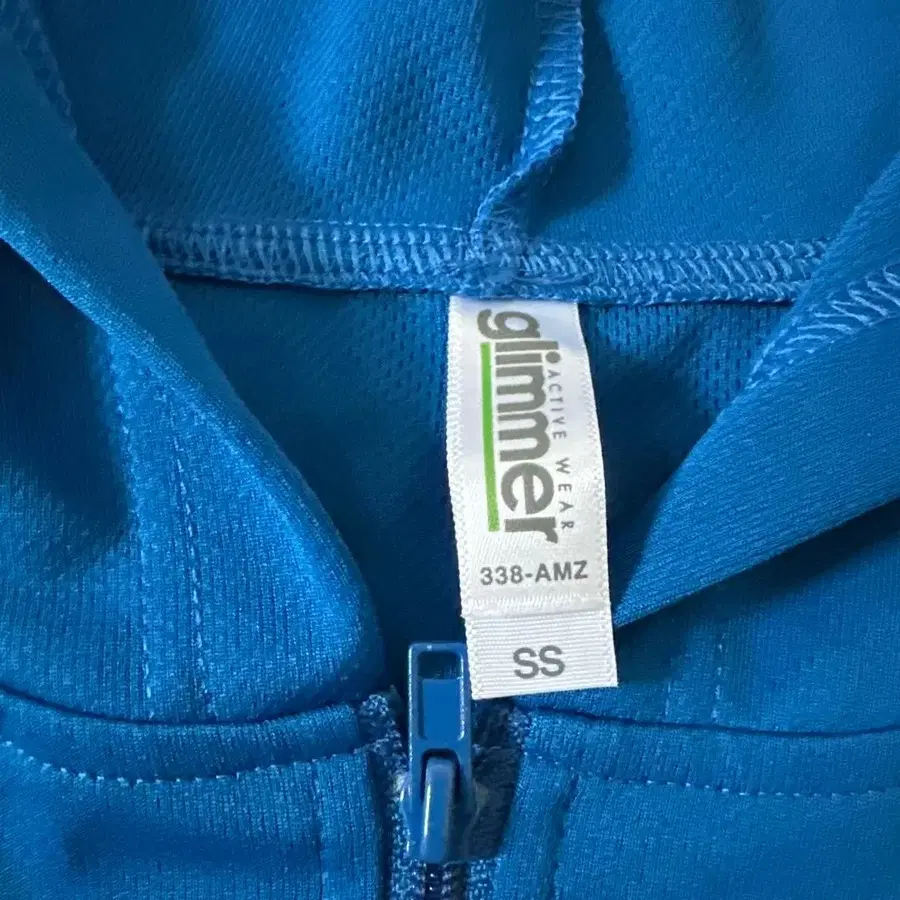 glimmer
ACTIVE WEAR
338-AMZ
SS